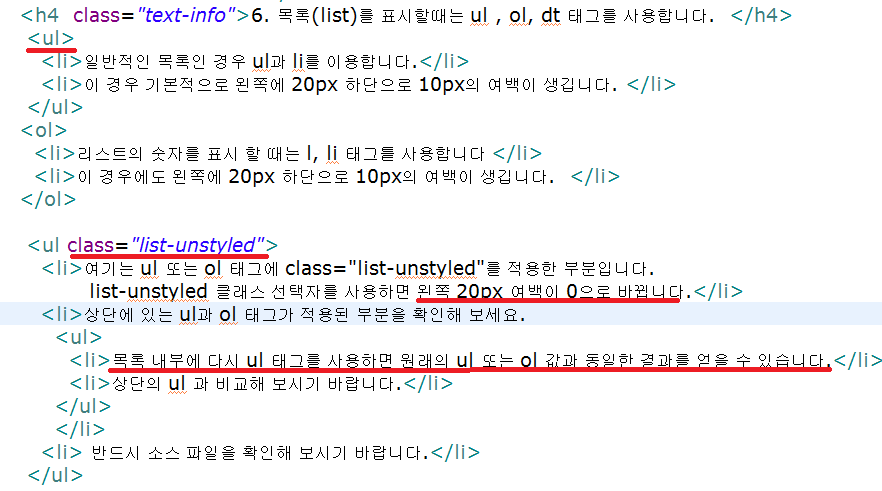 <h4 class="text-info">6. 목록(list)를 표시할때는 ul , ol, dt 태그를 사용합니다. </h4>
<ul>
<li>일반적인 목록인 경우 ul과 li를 이용합니다.</li>
<li>이 경우 기본적으로 왼쪽에 20px 하단으로 10px의 여백이 생깁니다. </li>
</ul>
<ol>
<li>리스트의 숫자를 표시 할 때는 l, li 태그를 사용합니다 </li>
<li>이 경우에도 왼쪽에 20px 하단으로 10px의 여백이 생깁니다. </li>
</ol>
<ul class="list-unstyled">
<li>여기는 ul 또는 ol 태그에 class="list-unstyled"를 적용한 부분입니다.
list-unstyled 클래스 선택자를 사용하면 왼쪽 20px 여백이 0으로 바뀝니다.</li>
<li>상단에 있는 ul과 ol 태그가 적용된 부분을 확인해 보세요.
<ul>
<li>목록 내부에 다시 ul 태그를 사용하면 원래의 ul 또는 ol 값과 동일한 결과를 얻을 수 있습니다.</li>
<li>상단의 ul 과 비교해 보시기 바랍니다.</li>
</ul>
</li>
<li> 반드시 소스 파일을 확인해 보시기 바랍니다.</li>
</ul>